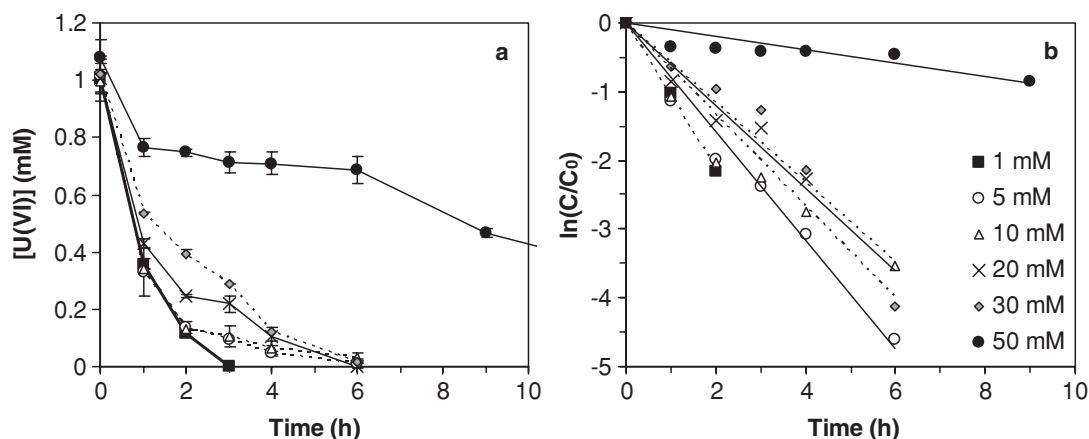 a
[U(VI)] (mM)
1.2
1
0.8
0.6
0.4
0.2
0
0 2 4 6 8 10
Time (h)
b
ln(C/C0)
0
-1
-2
-3
-4
-5
0 2 4 6 8 10
Time (h)
1 mM
5 mM
10 mM
20 mM
30 mM
50 mM